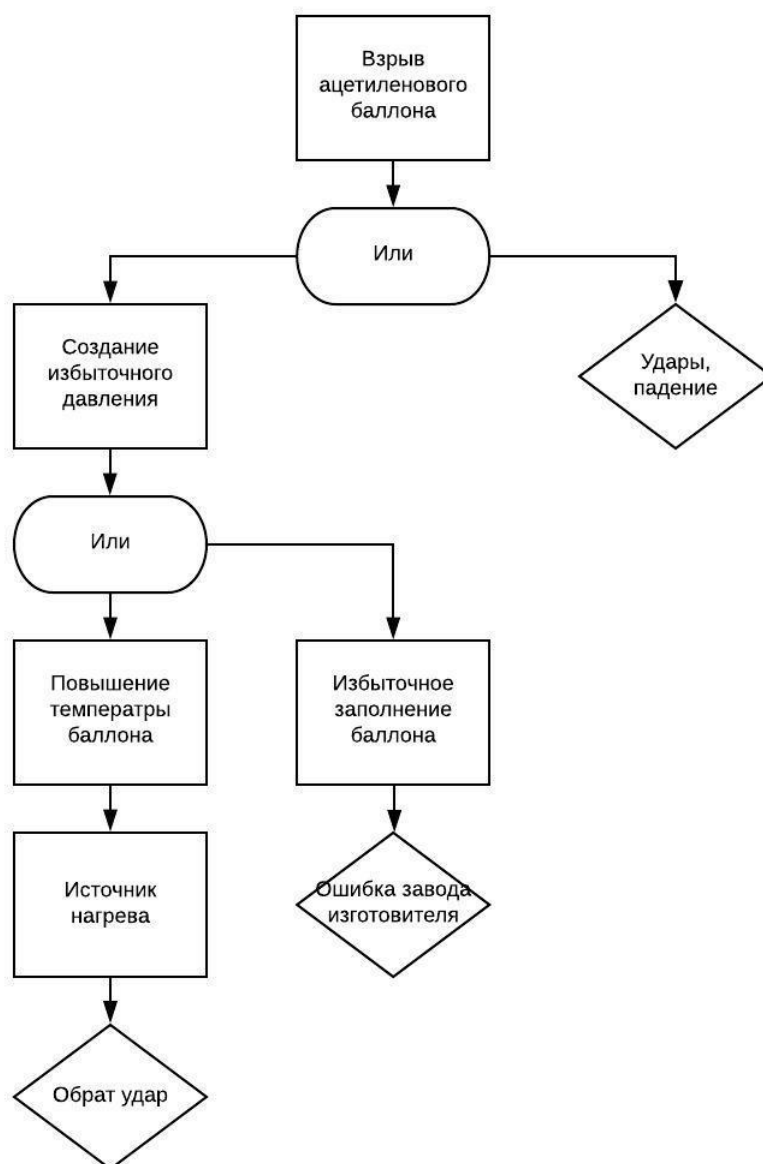 Взрыв
ацетиленового
баллона
Или
Создание
избыточного
давления
Удары,
падение
Или
Повышение
температры
баллона
Избыточное
заполнение
баллона
Источник
нагрева
Ошибка завода
изготовителя
Обрат удар